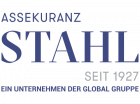 ASSEKURANZ
STAHL
SEIT 1927
EIN UNTERNEHMEN DER GLOBAL GRUPPE